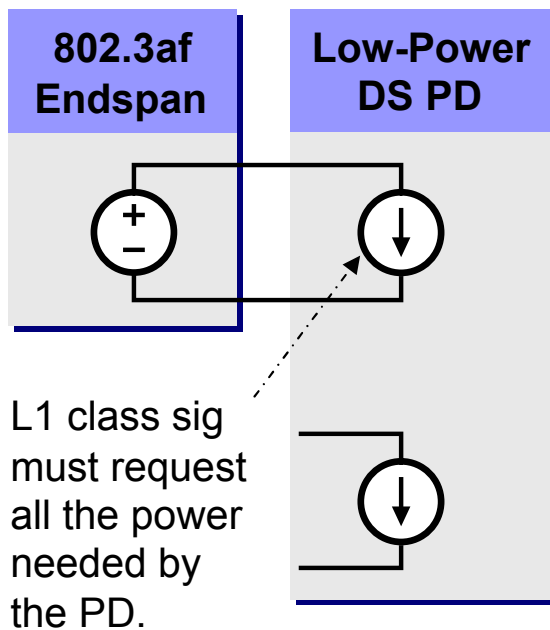 802.3af
Endspan
Low-Power
DS PD
+
–
L1 class sig
must request
all the power
needed by
the PD.